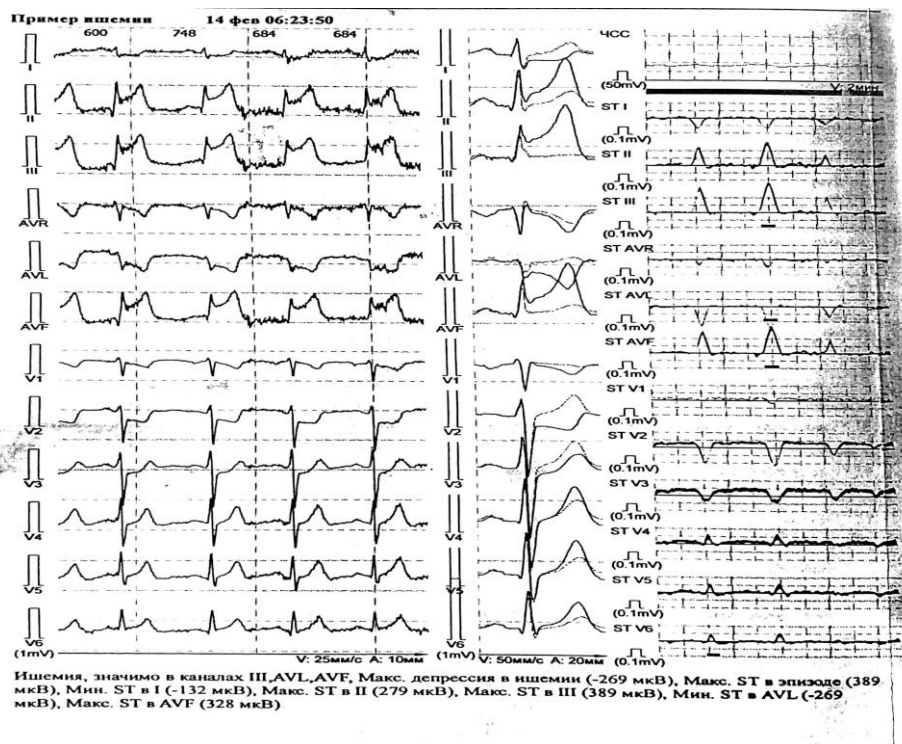 Пример ишемии 14 фев 06:23:50
600 748 684 684
I
II
III
AVR
AVL
AVF
V1
V2
V3
V4
V5
V6
(1mV)
V: 25мм/с А: 10мм
I
II
III
AVR
AVL
AVF
V1
V2
V3
V4
V5
V6
(1mV)
V: 50мм/с А: 20мм
ЧСС
(50mV)
V: 2мин
ST I
(0.1mV)
ST II
(0.1mV)
ST III
(0.1mV)
ST AVR
(0.1mV)
ST AVL
(0.1mV)
ST AVF
(0.1mV)
ST V1
(0.1mV)
ST V2
(0.1mV)
ST V3
(0.1mV)
ST V4
(0.1mV)
ST V5
(0.1mV)
ST V6
(0.1mV)
Ишемия, значимо в каналах III,AVL,AVF, Макс. депрессия в ишемии (-269 мкВ), Макс. ST в эпизоде (389
мкВ), Мин. ST в I (-132 мкВ), Макс. ST в II (279 мкВ), Макс. ST в III (389 мкВ), Мин. ST в AVL (-269
мкВ), Макс. ST в AVF (328 мкВ)